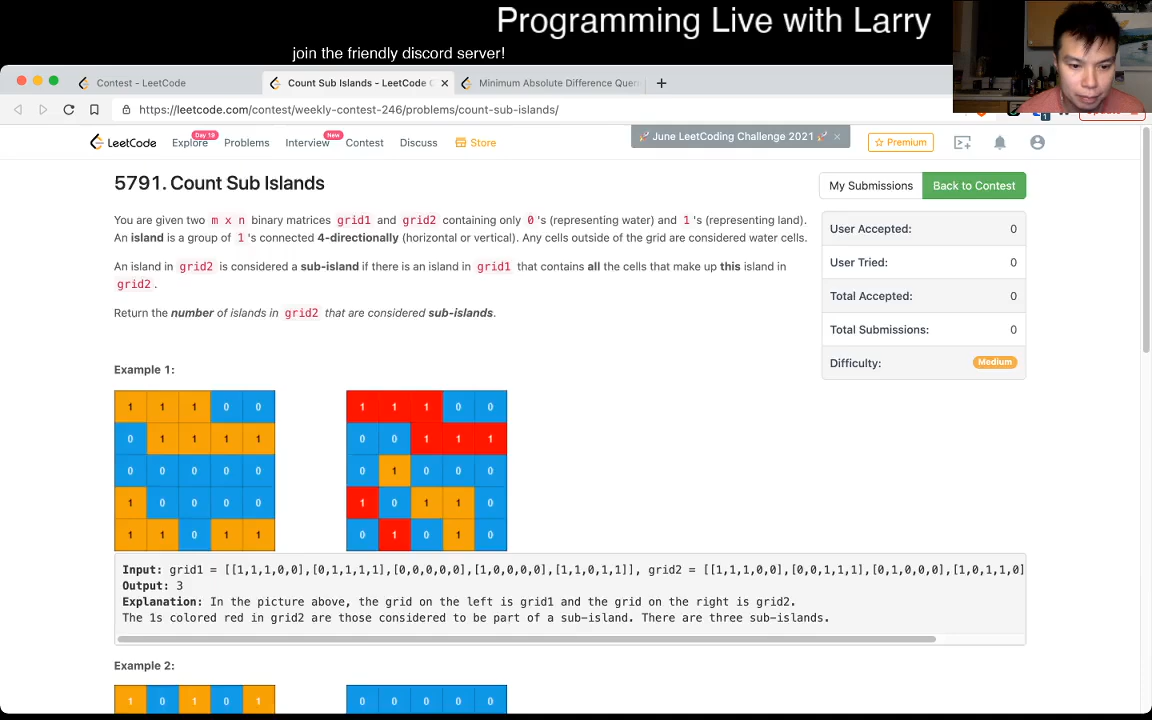 Programming Live with Larry
join the friendly discord server!
Contest - LeetCode
Count Sub Islands - LeetCode
Minimum Absolute Difference Quer
https://leetcode.com/contest/weekly-contest-246/problems/count-sub-islands/
LeetCode Explore Day 19 Problems Interview New Contest Discuss Store
June LeetCoding Challenge 2021
Premium
5791. Count Sub Islands
My Submissions
Back to Contest
You are given two m x n binary matrices grid1 and grid2 containing only 0 's (representing water) and 1 's (representing land).
An island is a group of 1 's connected 4-directionally (horizontal or vertical). Any cells outside of the grid are considered water cells.
An island in grid2 is considered a sub-island if there is an island in grid1 that contains all the cells that make up this island in
grid2 .
Return the number of islands in grid2 that are considered sub-islands.
User Accepted: 0
User Tried: 0
Total Accepted: 0
Total Submissions: 0
Difficulty: Medium
Example 1:
1 1 1 0 0
0 1 1 1 1
0 0 0 0 0
1 0 0 0 0
1 1 0 1 1
1 1 1 0 0
0 0 1 1 1
0 1 0 0 0
1 0 1 1 0
0 1 0 1 0
Input: grid1 = [[1,1,1,0,0],[0,1,1,1,1],[0,0,0,0,0],[1,0,0,0,0],[1,1,0,1,1]], grid2 = [[1,1,1,0,0],[0,0,1,1,1],[0,1,0,0,0],[1,0,1,1,0]
Output: 3
Explanation: In the picture above, the grid on the left is grid1 and the grid on the right is grid2.
The 1s colored red in grid2 are those considered to be part of a sub-island. There are three sub-islands.
Example 2:
1 0 1 0 1
0 0 0 0 0